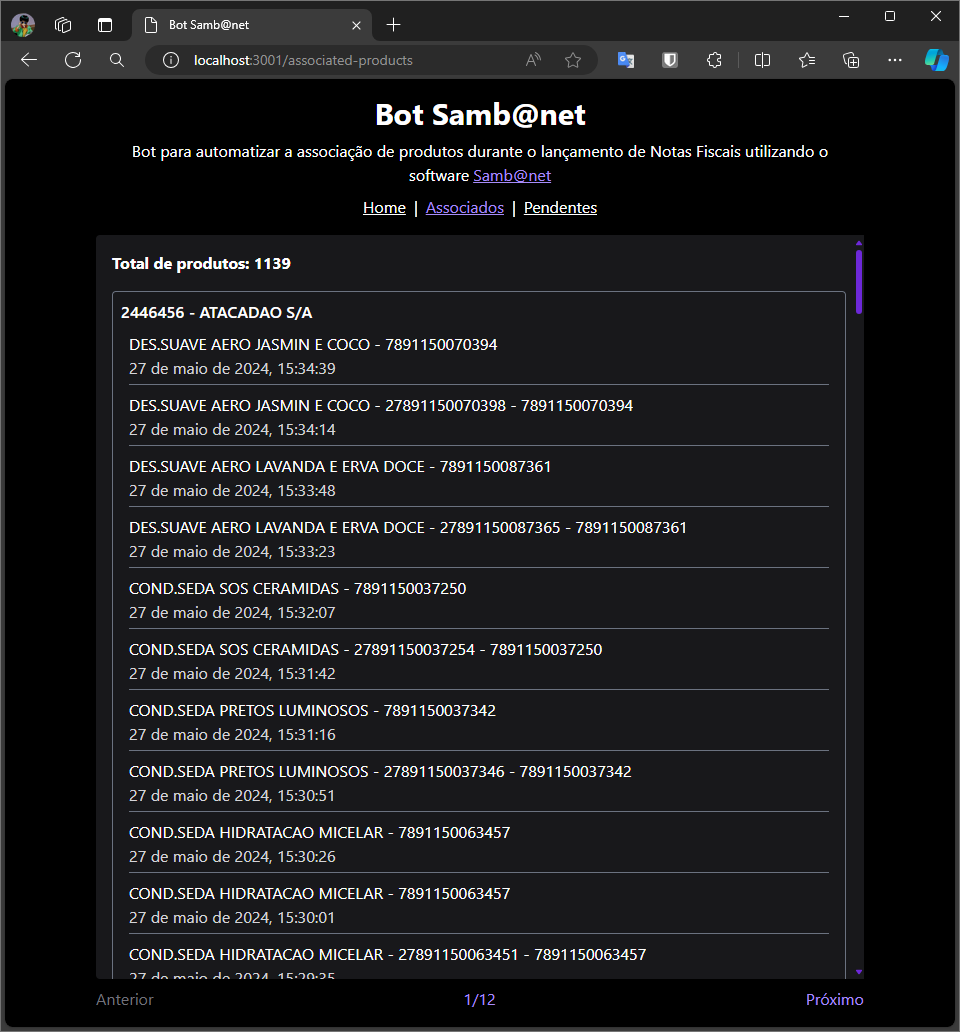 Bot Samb@net
localhost:3001/associated-products
Bot Samb@net
Bot para automatizar a associação de produtos durante o lançamento de Notas Fiscais utilizando o
software Samb@net
Home | Associados | Pendentes
Total de produtos: 1139
2446456 - ATACADAO S/A
DES.SUAVE AERO JASMIN E COCO - 7891150070394
27 de maio de 2024, 15:34:39
DES.SUAVE AERO JASMIN E COCO - 27891150070398 - 7891150070394
27 de maio de 2024, 15:34:14
DES.SUAVE AERO LAVANDA E ERVA DOCE - 7891150087361
27 de maio de 2024, 15:33:48
DES.SUAVE AERO LAVANDA E ERVA DOCE - 27891150087365 - 7891150087361
27 de maio de 2024, 15:33:23
COND.SEDA SOS CERAMIDAS - 7891150037250
27 de maio de 2024, 15:32:07
COND.SEDA SOS CERAMIDAS - 27891150037254 - 7891150037250
27 de maio de 2024, 15:31:42
COND.SEDA PRETOS LUMINOSOS - 7891150037342
27 de maio de 2024, 15:31:16
COND.SEDA PRETOS LUMINOSOS - 27891150037346 - 7891150037342
27 de maio de 2024, 15:30:51
COND.SEDA HIDRATACAO MICELAR - 7891150063457
27 de maio de 2024, 15:30:26
COND.SEDA HIDRATACAO MICELAR - 7891150063457
27 de maio de 2024, 15:30:01
COND.SEDA HIDRATACAO MICELAR - 27891150063451 - 7891150063457
27 de maio de 2024, 15:29:35
Anterior 1/12 Próximo